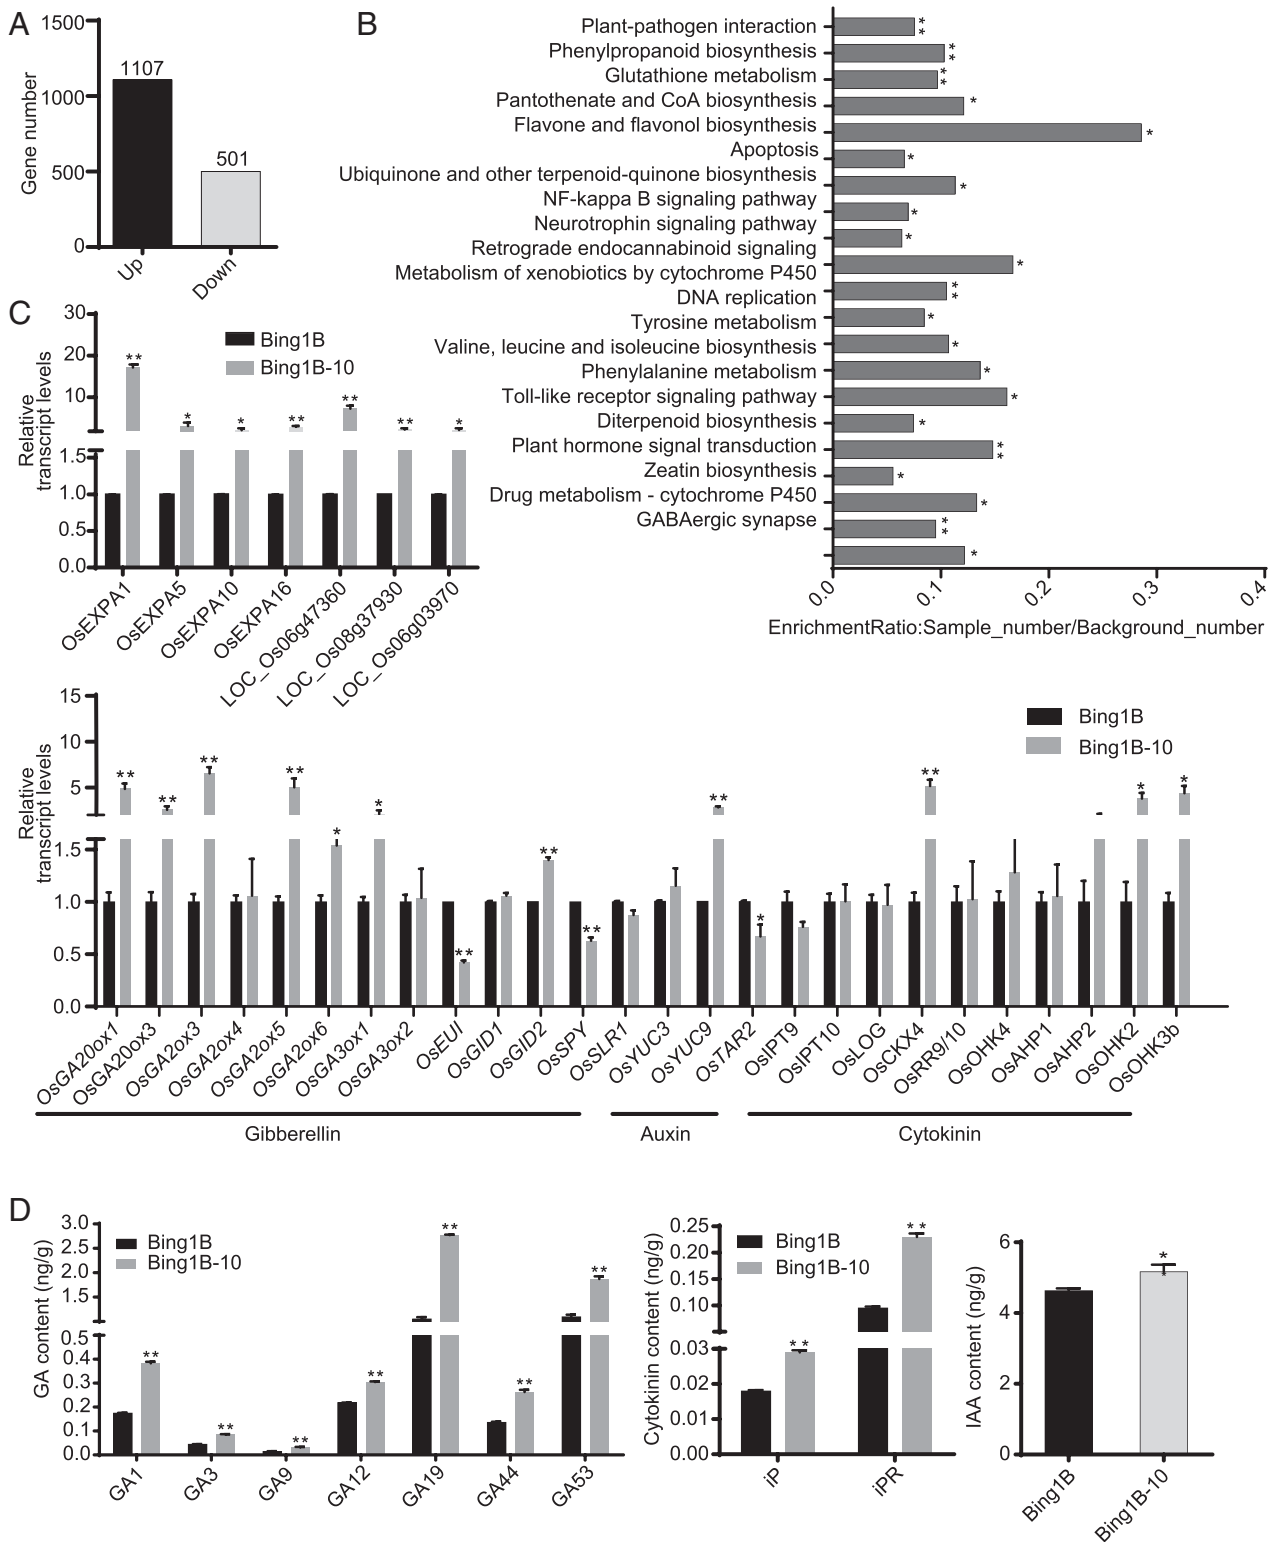 A
1500
1000
500
0
Gene number
1107
501
Up
Down
B
Plant-pathogen interaction
Phenylpropanoid biosynthesis
Glutathione metabolism
Pantothenate and CoA biosynthesis
Flavone and flavonol biosynthesis
Apoptosis
Ubiquinone and other terpenoid-quinone biosynthesis
NF-kappa B signaling pathway
Neurotrophin signaling pathway
Retrograde endocannabinoid signaling
Metabolism of xenobiotics by cytochrome P450
DNA replication
Tyrosine metabolism
Valine, leucine and isoleucine biosynthesis
Phenylalanine metabolism
Toll-like receptor signaling pathway
Diterpenoid biosynthesis
Plant hormone signal transduction
Zeatin biosynthesis
Drug metabolism - cytochrome P450
GABAergic synapse
0.0
0.1
0.2
0.3
0.4
EnrichmentRatio:Sample_number/Background_number
C
30
20
10
1.5
1.0
0.5
0.0
Relative
transcript levels
Bing1B
Bing1B-10
OsEXPA1
OsEXPA5
OsEXPA10
OsEXPA16
LOC_Os06g47360
LOC_Os08g37930
LOC_Os06g03970
15
10
5
1.5
1.0
0.5
0.0
Relative
transcript levels
Bing1B
Bing1B-10
OsGA20ox1
OsGA20ox3
OsGA2ox3
OsGA2ox4
OsGA2ox5
OsGA2ox6
OsGA3ox1
OsGA3ox2
OsEUI
OsGID1
OsGID2
OsSPY
OsSLR1
OsYUC3
OsYUC9
OsTAR2
OsIPT9
OsIPT10
OsLOG
OsCKX4
OsRR9/10
OsOHK4
OsAHP1
OsAHP2
OsOHK2
OsOHK3b
Gibberellin
Auxin
Cytokinin
D
3.0
2.5
2.0
1.5
0.5
0.4
0.3
0.2
0.1
0.0
GA content (ng/g)
Bing1B
Bing1B-10
GA1
GA3
GA9
GA12
GA19
GA44
GA53
0.25
0.20
0.15
0.10
0.03
0.02
0.01
0.00
Cytokinin content (ng/g)
Bing1B
Bing1B-10
iP
iPR
6
4
2
0
IAA content (ng/g)
Bing1B
Bing1B-10